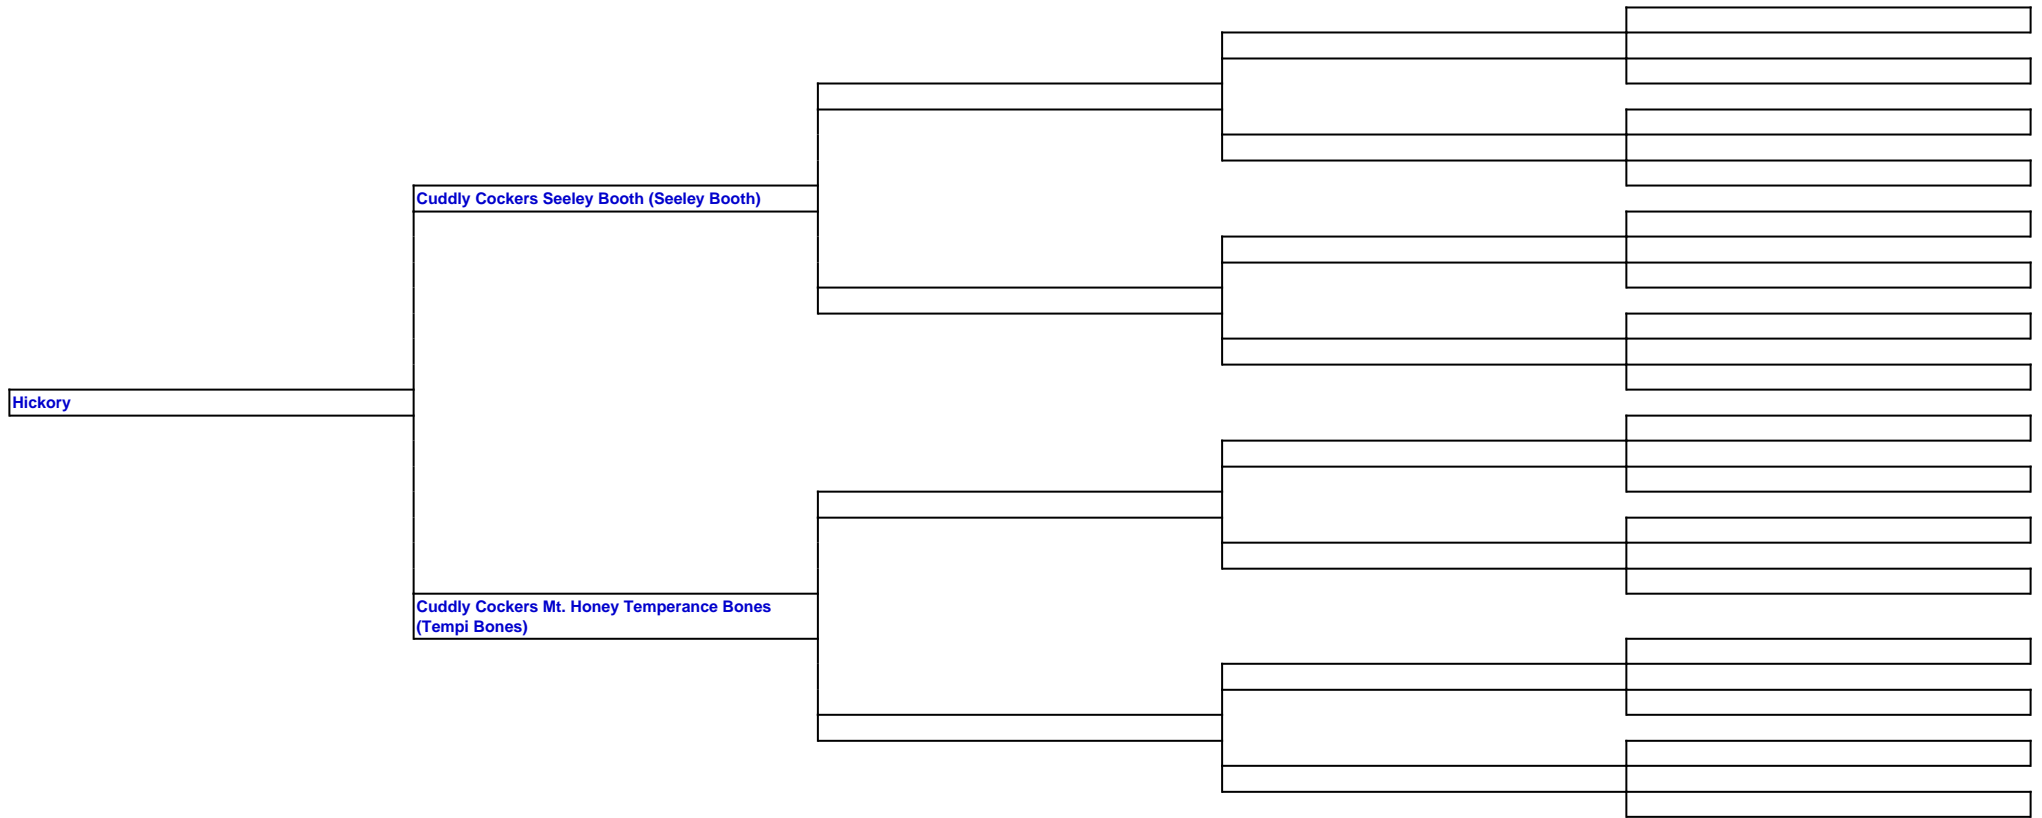 Cuddly Cockers Seeley Booth (Seeley Booth)
Hickory
Cuddly Cockers Mt. Honey Temperance Bones
(Tempi Bones)